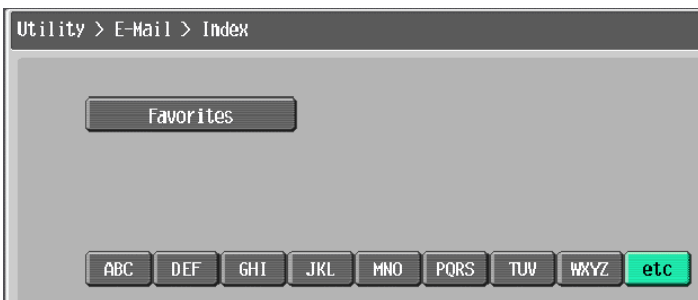 Utility > E-Mail > Index
Favorites
ABC DEF GHI JKL MNO PQRS TUV WXYZ etc